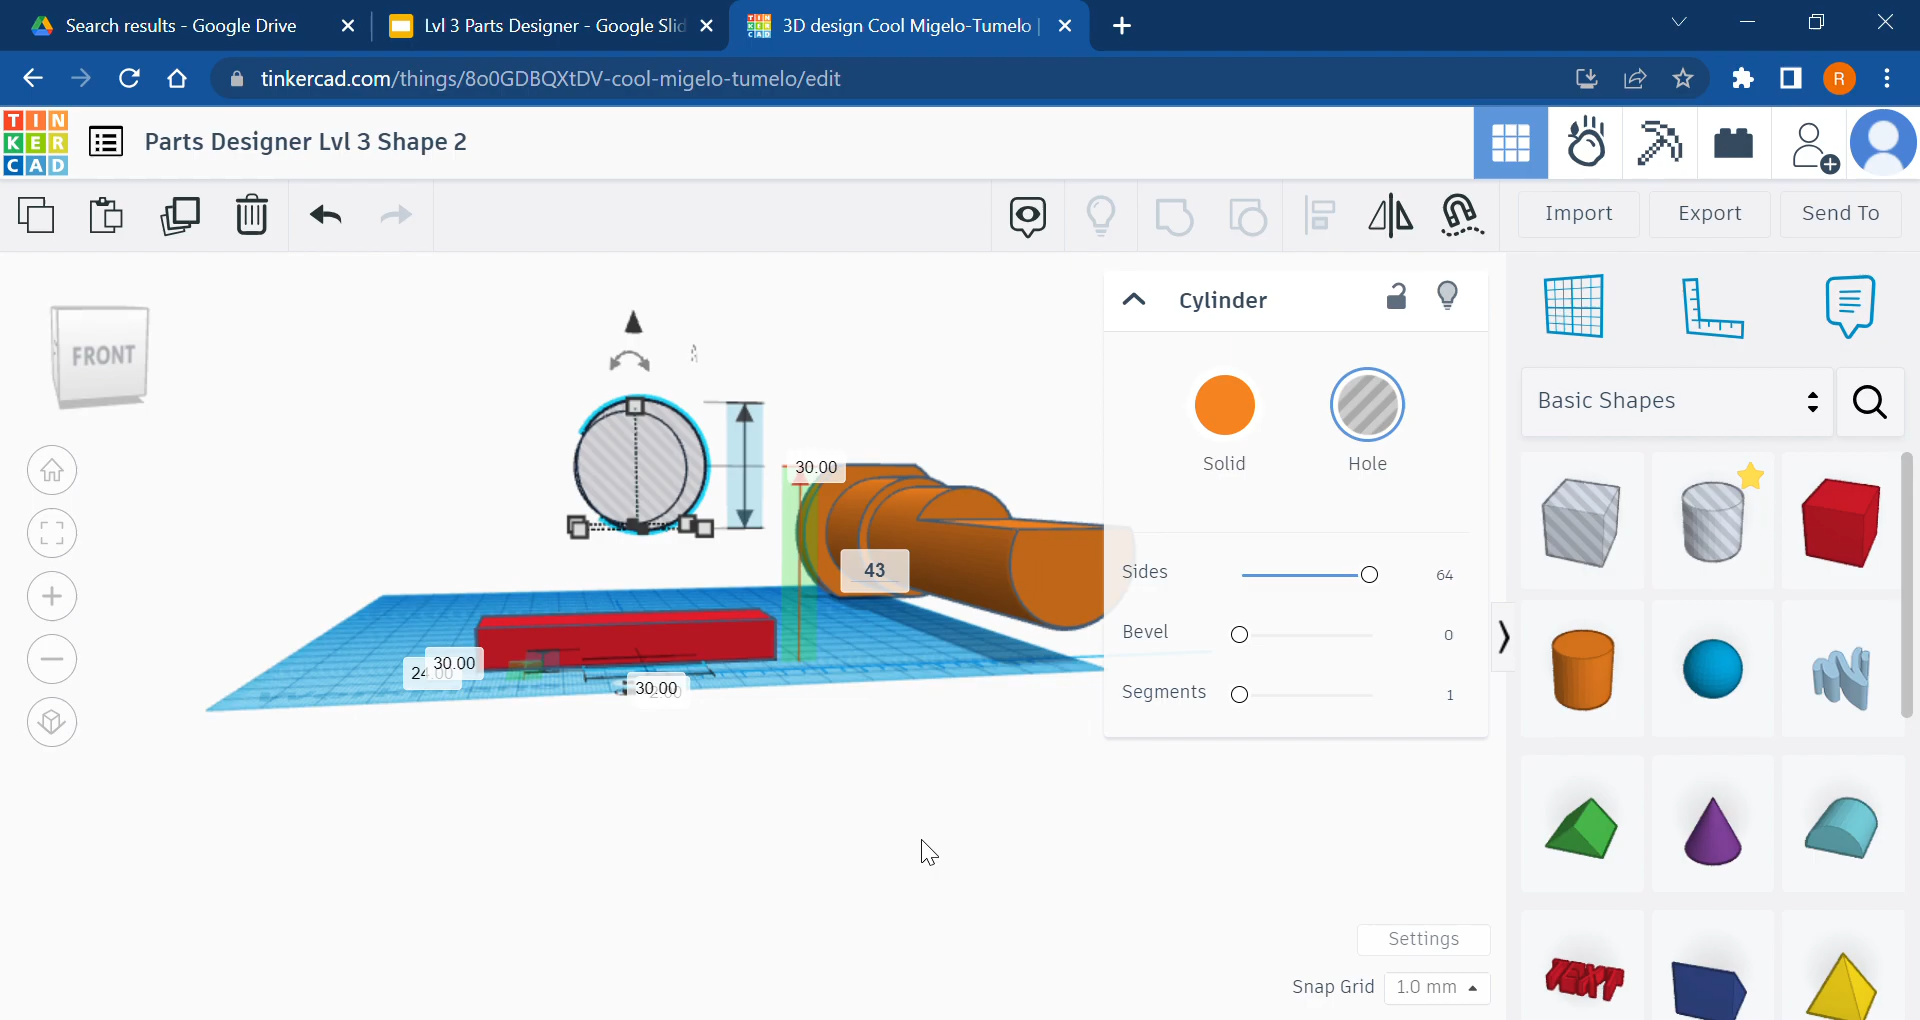 Search results - Google Drive
Lvl 3 Parts Designer - Google Slid
3D design Cool Migelo-Tumelo |
tinkercad.com/things/8o0GDBQXtDV-cool-migelo-tumelo/edit
R
TIN
KER
CAD
Parts Designer Lvl 3 Shape 2
Import
Export
Send To
FRONT
Cylinder
Solid
Hole
Basic Shapes
30.00
43
Sides
64
Bevel
0
Segments
1
30.00
30.00
TEXT
Settings
Snap Grid
1.0 mm